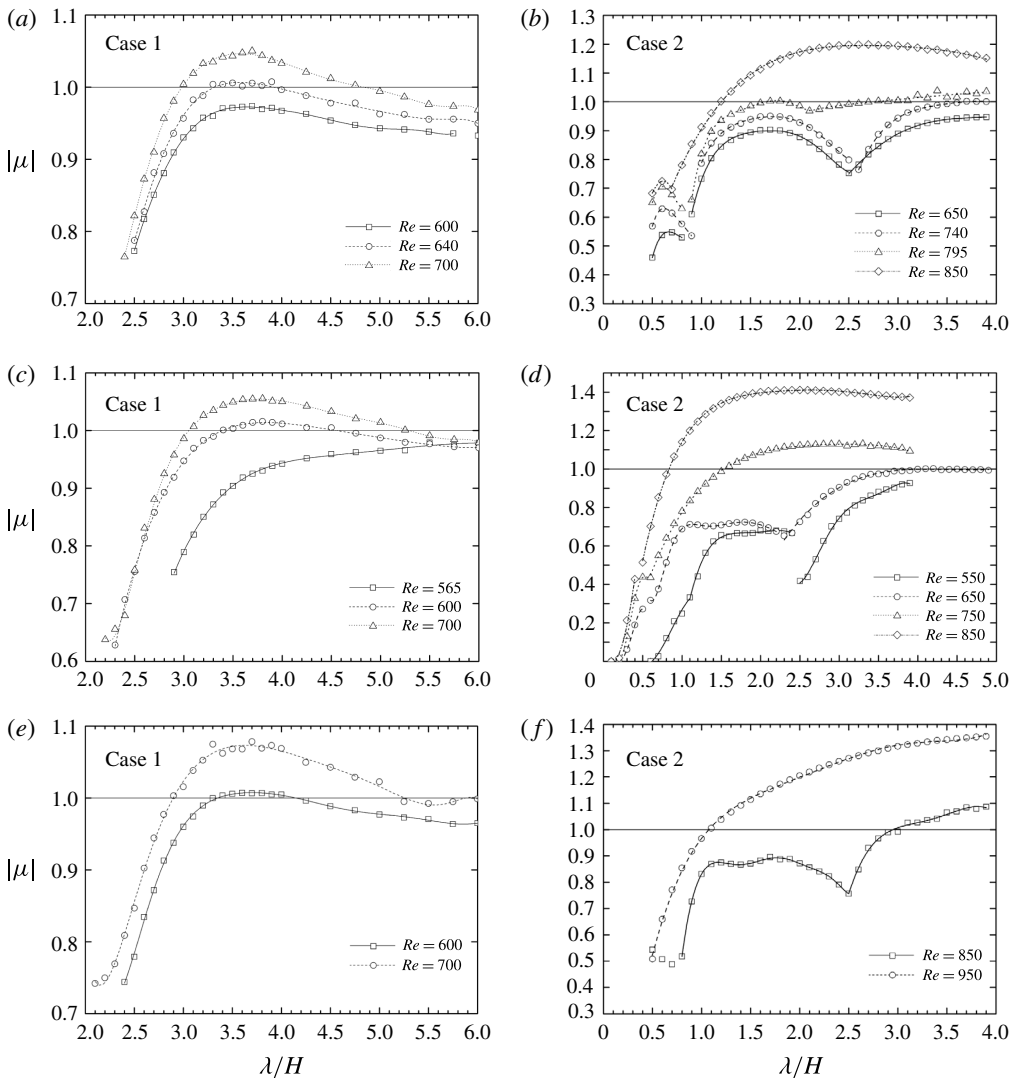 (a)
Case 1
1.1
1.0
0.9
0.8
0.7
|μ|
2.0 2.5 3.0 3.5 4.0 4.5 5.0 5.5 6.0
Re = 600
Re = 640
Re = 700
(b)
Case 2
1.4
1.3
1.2
1.1
1.0
0.9
0.8
0.7
0.6
0.5
0.4
0.3
0 0.5 1.0 1.5 2.0 2.5 3.0 3.5 4.0
Re = 650
Re = 740
Re = 795
Re = 850
(c)
Case 1
1.1
1.0
0.9
0.8
0.7
0.6
|μ|
2.0 2.5 3.0 3.5 4.0 4.5 5.0 5.5 6.0
Re = 565
Re = 600
Re = 700
(d)
Case 2
1.4
1.2
1.0
0.8
0.6
0.4
0.2
0 0.5 1.0 1.5 2.0 2.5 3.0 3.5 4.0 4.5 5.0
Re = 550
Re = 650
Re = 750
Re = 850
(e)
Case 1
1.1
1.0
0.9
0.8
0.7
|μ|
2.0 2.5 3.0 3.5 4.0 4.5 5.0 5.5 6.0
λ/H
Re = 600
Re = 700
(f)
Case 2
1.4
1.3
1.2
1.1
1.0
0.9
0.8
0.7
0.6
0.5
0.4
0.3
0 0.5 1.0 1.5 2.0 2.5 3.0 3.5 4.0
λ/H
Re = 850
Re = 950